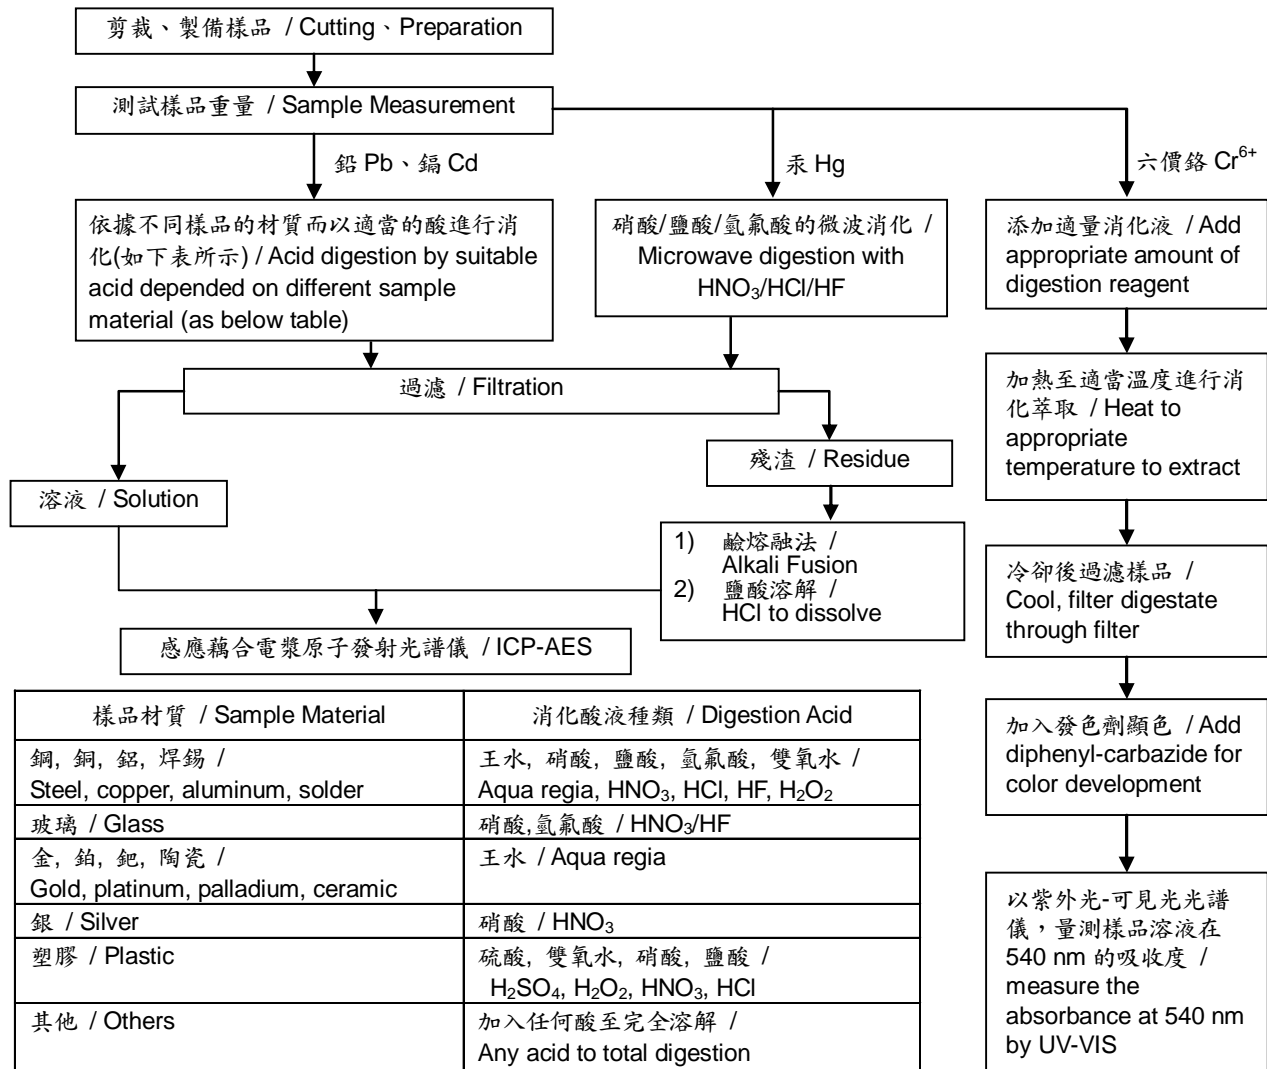 剪裁、製備樣品 / Cutting、Preparation
測試樣品重量 / Sample Measurement
鉛 Pb、鎘 Cd
汞 Hg
六價鉻 Cr⁶⁺
依據不同樣品的材質而以適當的酸進行消
化(如下表所示) / Acid digestion by suitable
acid depended on different sample
material (as below table)
硝酸/鹽酸/氫氟酸的微波消化 /
Microwave digestion with
HNO₃/HCl/HF
添加適量消化液 / Add
appropriate amount of
digestion reagent
過濾 / Filtration
加熱至適當溫度進行消
化萃取 / Heat to
appropriate
temperature to extract
溶液 / Solution
殘渣 / Residue
1) 鹼熔融法 /
Alkali Fusion
2) 鹽酸溶解 /
HCl to dissolve
冷卻後過濾樣品 /
Cool, filter digestate
through filter
感應藕合電漿原子發射光譜儀 / ICP-AES
加入發色劑顯色 / Add
diphenyl-carbazide for
color development
以紫外光-可見光光譜
儀，量測樣品溶液在
540 nm 的吸收度 /
measure the
absorbance at 540 nm
by UV-VIS
樣品材質 / Sample Material
消化酸液種類 / Digestion Acid
鋼, 銅, 鋁, 焊錫 /
Steel, copper, aluminum, solder
王水, 硝酸, 鹽酸, 氫氟酸, 雙氧水 /
Aqua regia, HNO₃, HCl, HF, H₂O₂
玻璃 / Glass
硝酸,氫氟酸 / HNO₃/HF
金, 鉑, 鈀, 陶瓷 /
Gold, platinum, palladium, ceramic
王水 / Aqua regia
銀 / Silver
硝酸 / HNO₃
塑膠 / Plastic
硫酸, 雙氧水, 硝酸, 鹽酸 /
H₂SO₄, H₂O₂, HNO₃, HCl
其他 / Others
加入任何酸至完全溶解 /
Any acid to total digestion